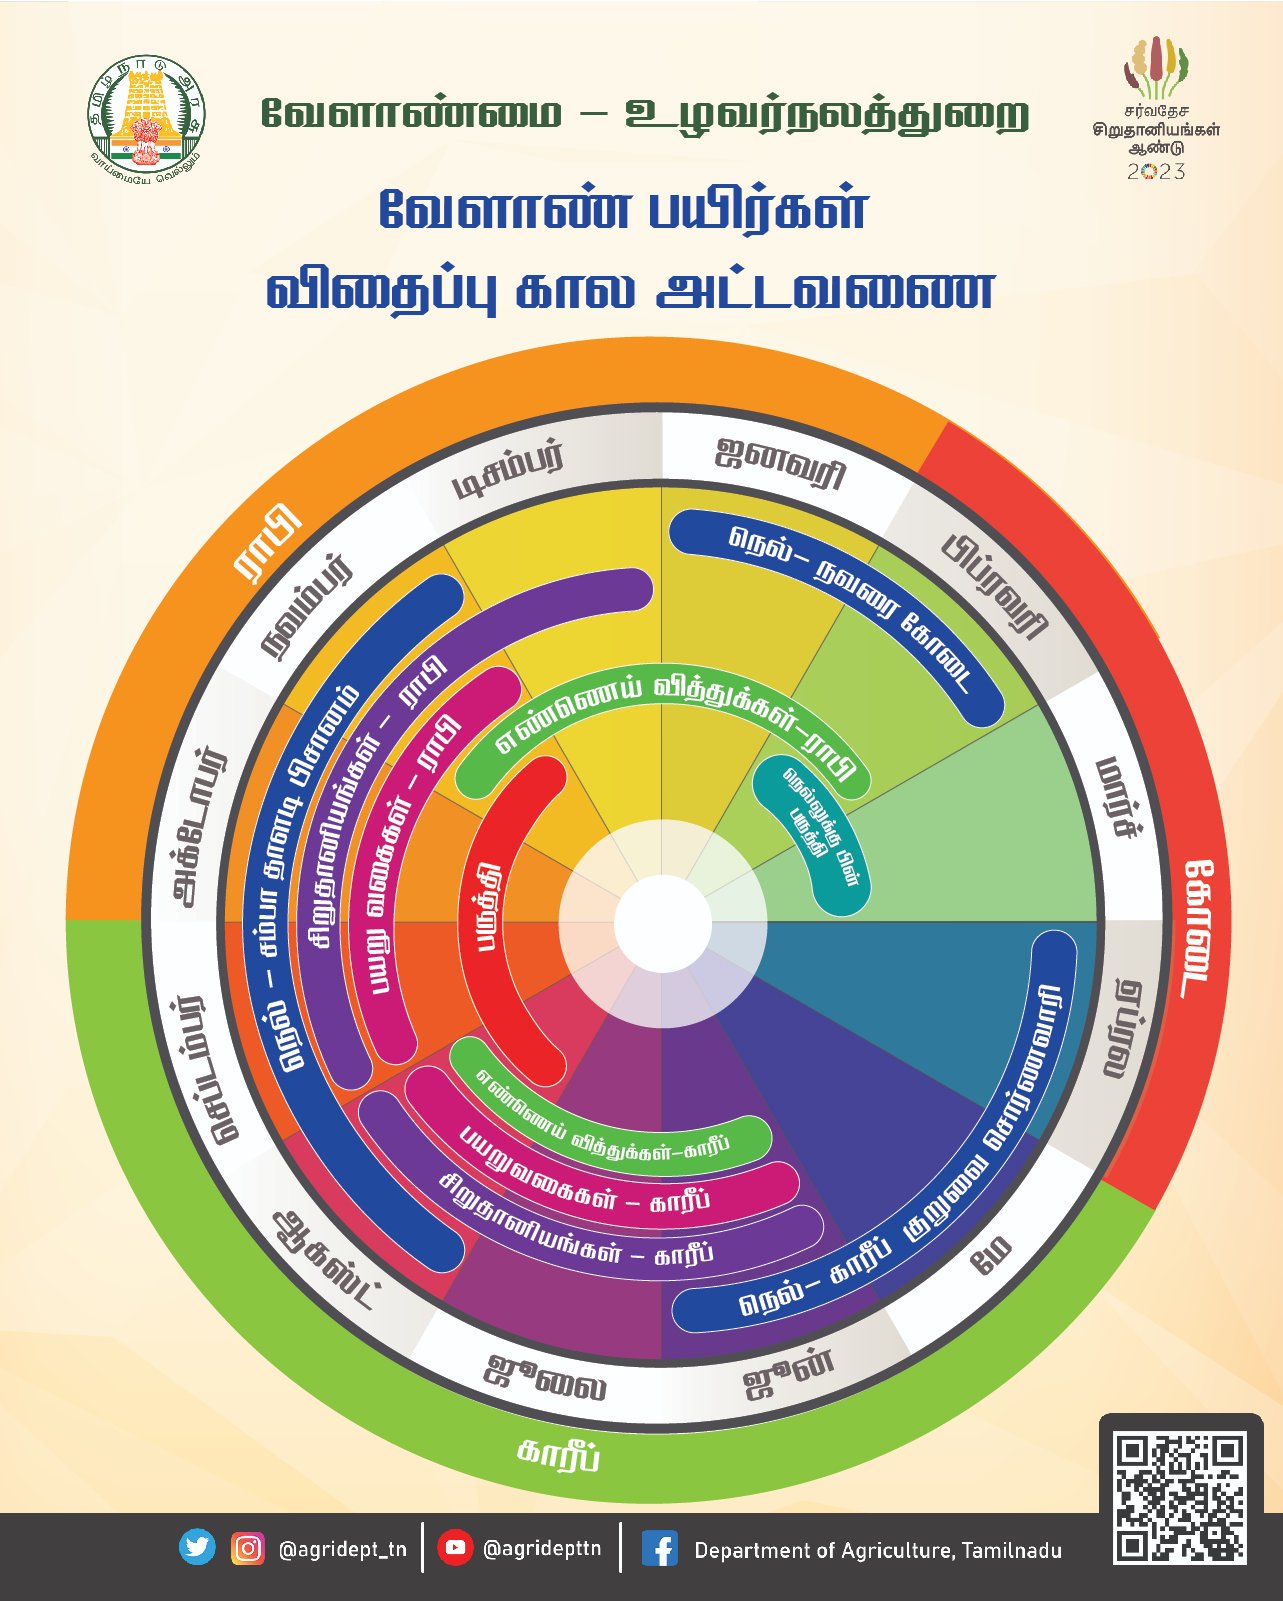 தமிழ்நாடு அரசு
வாய்மையே வெல்லும்
வேளாண்மை – உழவர்நலத்துறை
சர்வதேச
சிறுதானியங்கள்
ஆண்டு
2023
வேளாண் பயிர்கள்
விதைப்பு கால அட்டவணை
ராபி
கோடை
காரீப்
ஜனவரி
பிப்ரவரி
மார்ச்
ஏப்ரல்
மே
ஜூன்
ஜூலை
ஆகஸ்ட்
செப்டம்பர்
அக்டோபர்
நவம்பர்
டிசம்பர்
நெல்– நவரை கோடை
எண்ணெய் வித்துக்கள்–ராபி
நெல்லுக்கு பின்
பருத்தி
நெல் – சம்பா தாளடி பிசானம்
சிறுதானியங்கள் – ராபி
பயறு வகைகள் – ராபி
பருத்தி
எண்ணெய் வித்துக்கள்–காரீப்
பயறுவகைகள் – காரீப்
சிறுதானியங்கள் – காரீப்
நெல்– காரீப் குறுவை சொர்ணவாரி
@agridept_tn
@agridepttn
Department of Agriculture, Tamilnadu